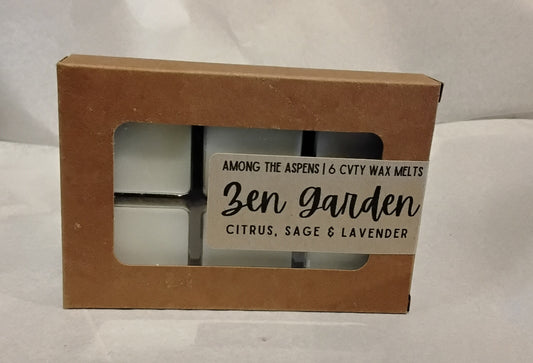 AMONG THE ASPENS | 6 CVTY WAX MELTS
Zen Garden
CITRUS, SAGE & LAVENDER